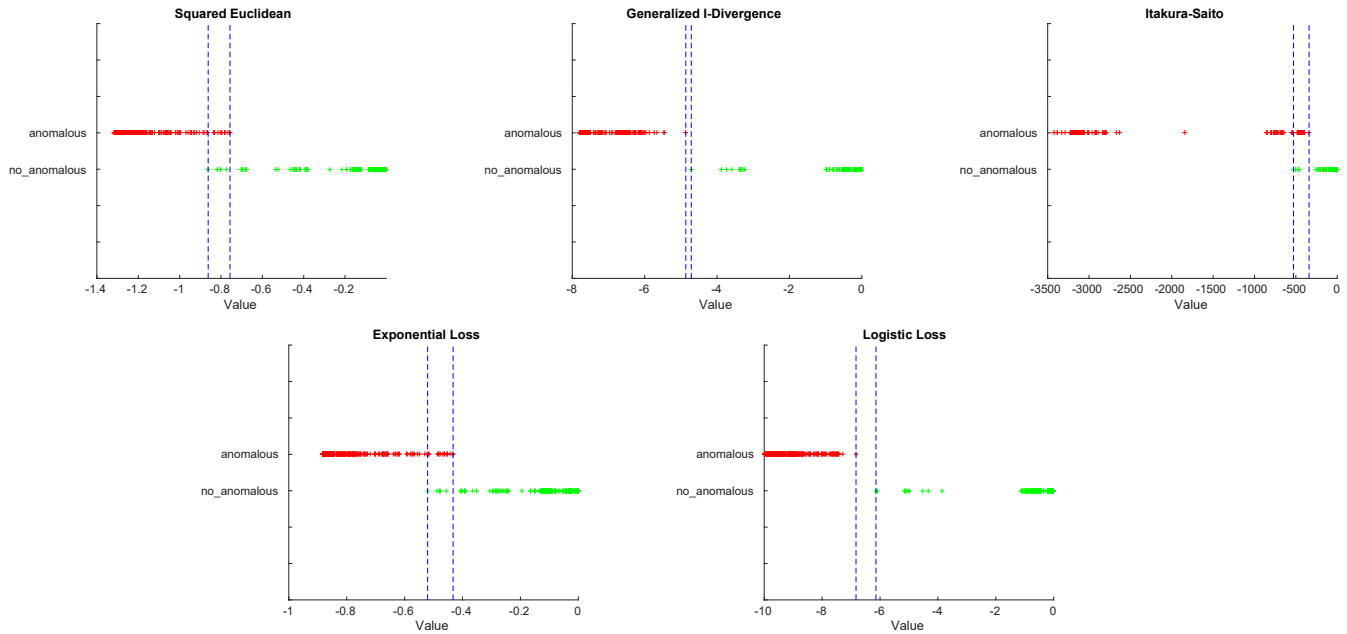 Squared Euclidean
anomalous
no_anomalous
-1.4 -1.2 -1 -0.8 -0.6 -0.4 -0.2
Value
Generalized I-Divergence
anomalous
no_anomalous
-8 -6 -4 -2 0
Value
Itakura-Saito
anomalous
no_anomalous
-3500 -3000 -2500 -2000 -1500 -1000 -500 0
Value
Exponential Loss
anomalous
no_anomalous
-1 -0.8 -0.6 -0.4 -0.2 0
Value
Logistic Loss
anomalous
no_anomalous
-10 -8 -6 -4 -2 0
Value